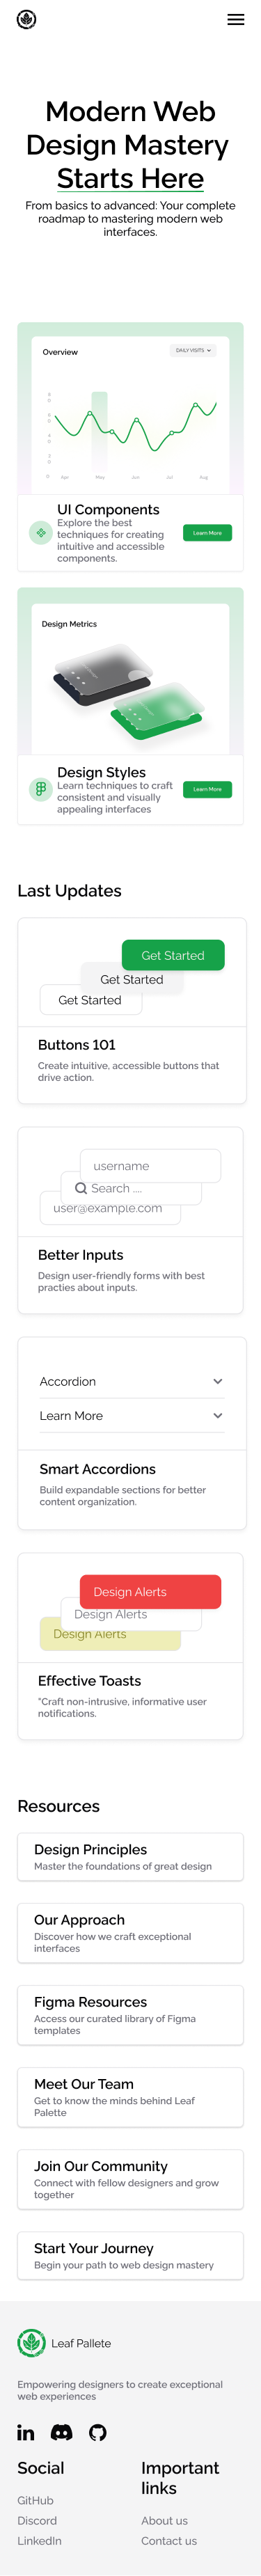 Modern Web
Design Mastery
Starts Here
From basics to advanced: Your complete
roadmap to mastering modern web
interfaces.
Overview
DAILY VISITS
Apr May Jun Jul Aug
UI Components
Explore the best
techniques for creating
intuitive and accessible
components.
Learn More
Design Metrics
Design Styles
Learn techniques to craft
consistent and visually
appealing interfaces
Learn More
Last Updates
Get Started
Get Started
Get Started
Buttons 101
Create intuitive, accessible buttons that
drive action.
username
Search ....
user@example.com
Better Inputs
Design user-friendly forms with best
practies about inputs.
Accordion
Learn More
Smart Accordions
Build expandable sections for better
content organization.
Design Alerts
Design Alerts
Design Alerts
Effective Toasts
"Craft non-intrusive, informative user
notifications.
Resources
Design Principles
Master the foundations of great design
Our Approach
Discover how we craft exceptional
interfaces
Figma Resources
Access our curated library of Figma
templates
Meet Our Team
Get to know the minds behind Leaf
Palette
Join Our Community
Connect with fellow designers and grow
together
Start Your Journey
Begin your path to web design mastery
Leaf Pallete
Empowering designers to create exceptional
web experiences
Social
GitHub
Discord
LinkedIn
Important
links
About us
Contact us